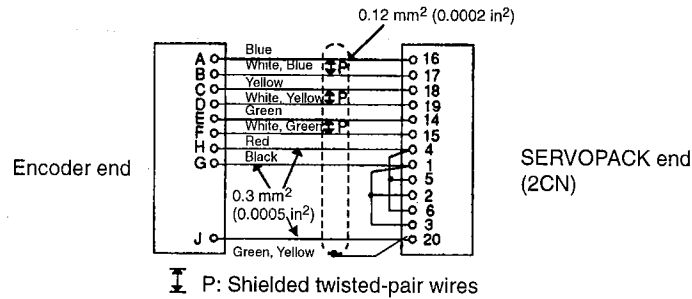 0.12 mm² (0.0002 in²)
A Blue 16
B White, Blue P 17
C Yellow 18
D White, Yellow P 19
E Green 14
F White, Green P 15
H Red 4
G Black 1
5
2
6
3
J 20
Green, Yellow
0.3 mm²
(0.0005 in²)
Encoder end
SERVOPACK end
(2CN)
P: Shielded twisted-pair wires